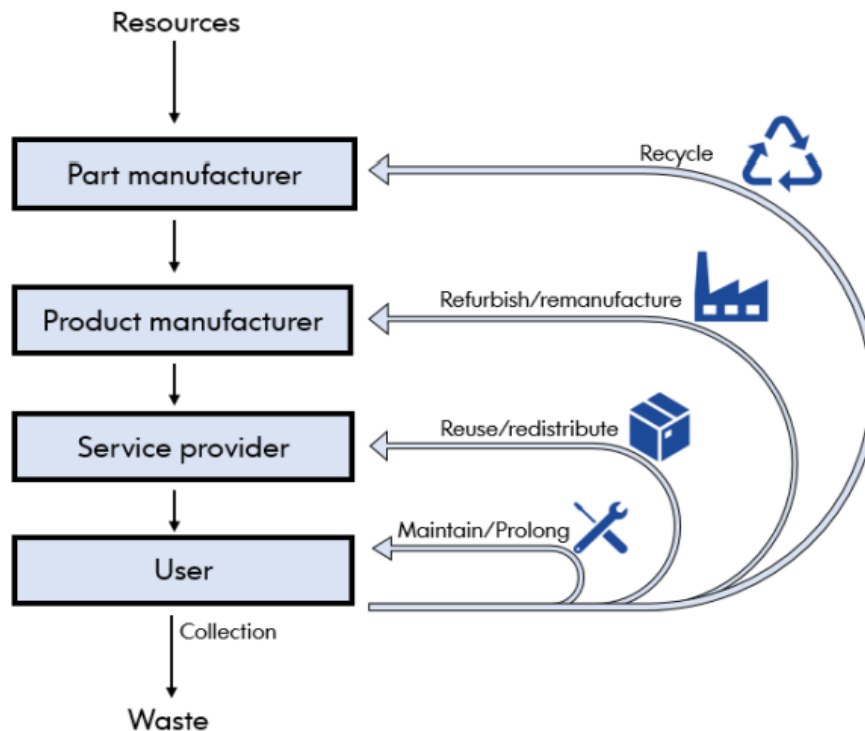 Resources
Part manufacturer
Recycle
Product manufacturer
Refurbish/remanufacture
Service provider
Reuse/redistribute
Maintain/Prolong
User
Collection
Waste